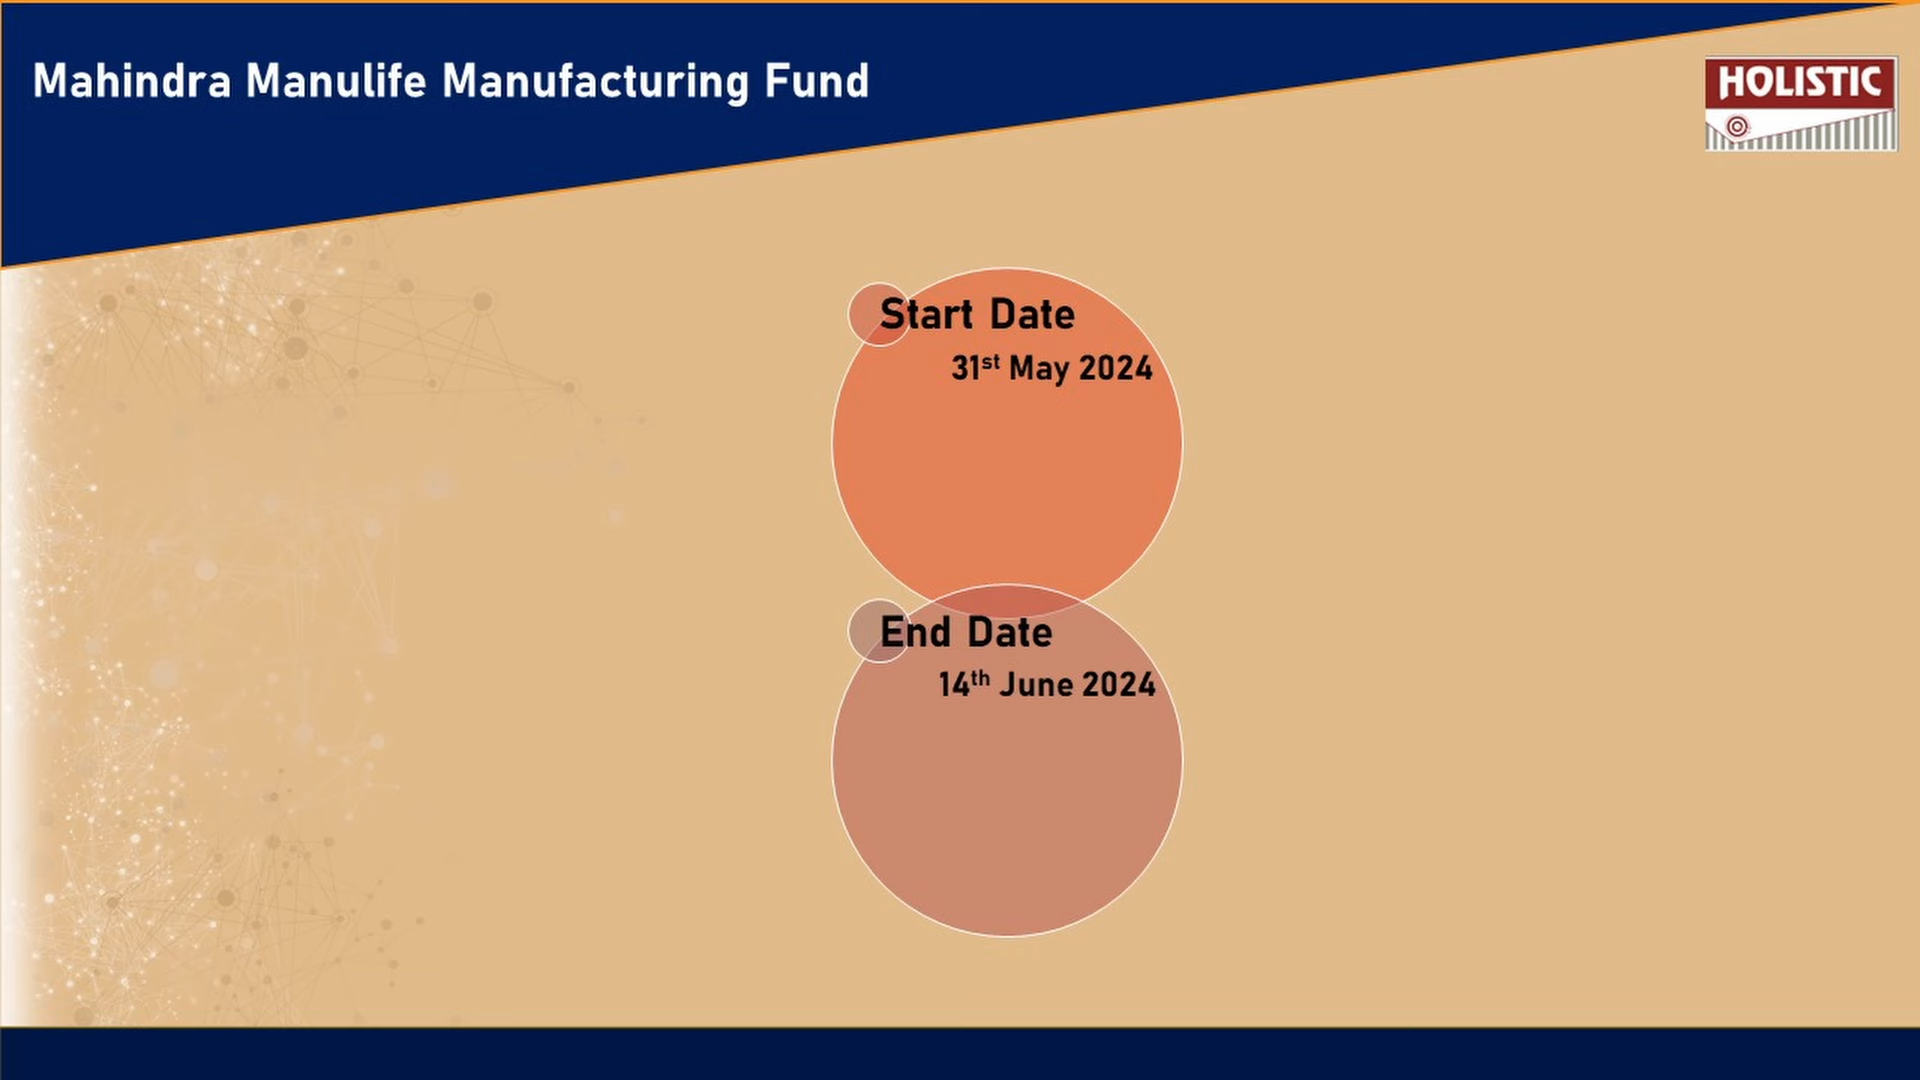 Mahindra Manulife Manufacturing Fund
HOLISTIC
Start Date
31st May 2024
End Date
14th June 2024